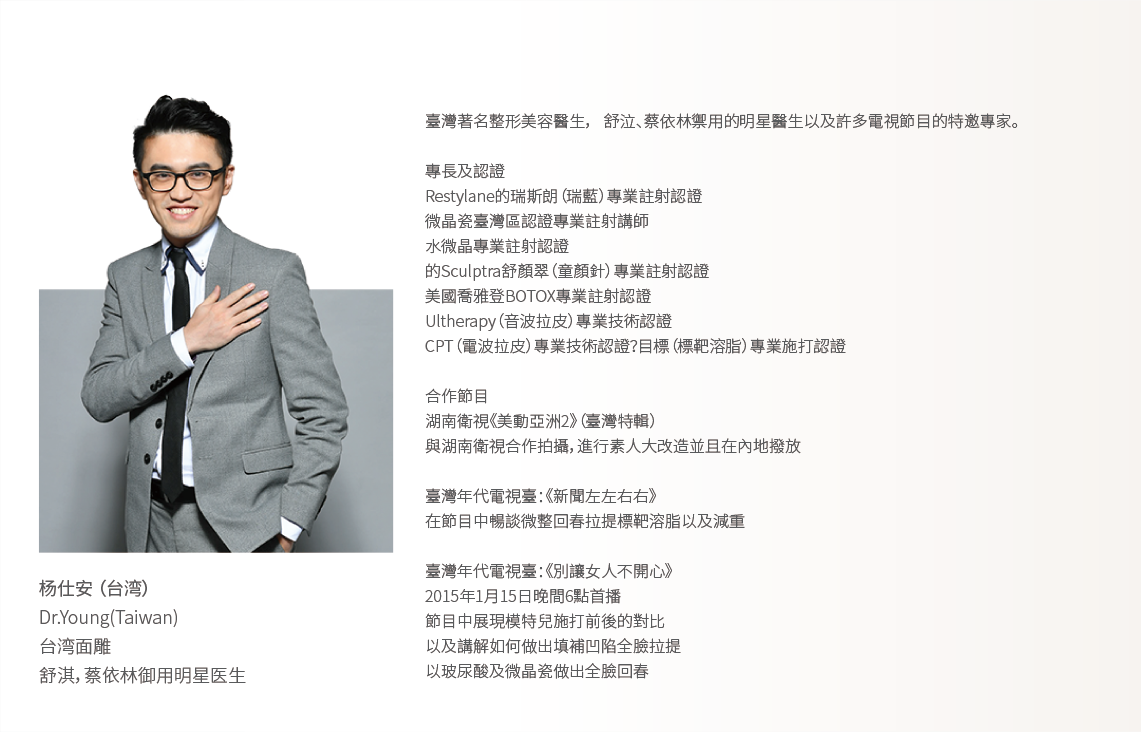 臺灣著名整形美容醫生， 舒泣、蔡依林禦用的明星醫生以及許多電視節目的特邀專家。
專長及認證
Restylane的瑞斯朗（瑞藍）專業註射認證
微晶瓷臺灣區認證專業註射講師
水微晶專業註射認證
的Sculptra舒顏翠（童顏針）專業註射認證
美國喬雅登BOTOX專業註射認證
Ultherapy（音波拉皮）專業技術認證
CPT（電波拉皮）專業技術認證？目標（標靶溶脂）專業施打認證
合作節目
湖南衛視《美動亞洲2》（臺灣特輯）
與湖南衛視合作拍攝，進行素人大改造並且在內地撥放
臺灣年代電視臺：《新聞左左右右》
在節目中暢談微整回春拉提標靶溶脂以及減重
臺灣年代電視臺：《別讓女人不開心》
2015年1月15日晚間6點首播
節目中展現模特兒施打前後的對比
以及講解如何做出填補凹陷全臉拉提
以玻尿酸及微晶瓷做出全臉回春
杨仕安（台湾）
Dr.Young(Taiwan)
台湾面雕
舒淇，蔡依林御用明星医生